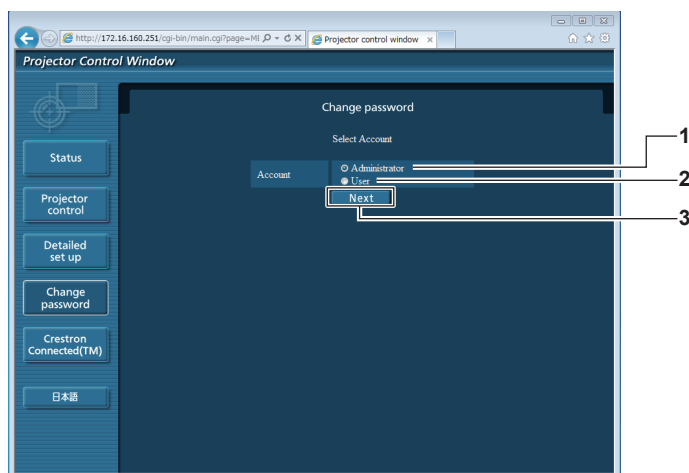 http://172.16.160.251/cgi-bin/main.cgi?page=MI
Projector control window
Projector Control Window
Change password
Select Account
1
Account
Administrator
User
2
Next
3
Status
Projector
control
Detailed
set up
Change
password
Crestron
Connected(TM)
日本語